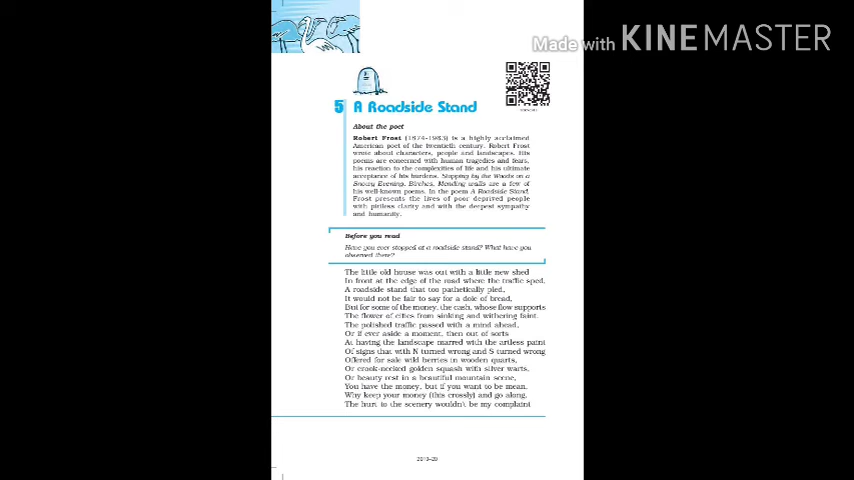 Made with KINEMASTER
5 A Roadside Stand
About the poet
Robert Frost (1874-1963) is a highly acclaimed
American poet of the twentieth century. Robert Frost
wrote about characters, people and landscapes. His
poems are concerned with human tragedies and fears,
his reaction to the complexities of life and his ultimate
acceptance of his burdens. Stopping by the Woods on a
Snowy Evening, Birches, Mending walls are a few of
his well-known poems. In the poem A Roadside Stand,
Frost presents the lives of poor deprived people
with pitiless clarity and with the deepest sympathy
and humanity.
Before you read
Have you ever stopped at a roadside stand? What have you
observed there?
The little old house was out with a little new shed
In front at the edge of the road where the traffic sped,
A roadside stand that too pathetically pled,
It would not be fair to say for a dole of bread,
But for some of the money, the cash, whose flow supports
The flower of cities from sinking and withering faint.
The polished traffic passed with a mind ahead,
Or if ever aside a moment, then out of sorts
At having the landscape marred with the artless paint
Of signs that with N turned wrong and S turned wrong
Offered for sale wild berries in wooden quarts,
Or crook-necked golden squash with silver warts,
Or beauty rest in a beautiful mountain scene,
You have the money, but if you want to be mean,
Why keep your money (this crossly) and go along.
The hurt to the scenery wouldn't be my complaint